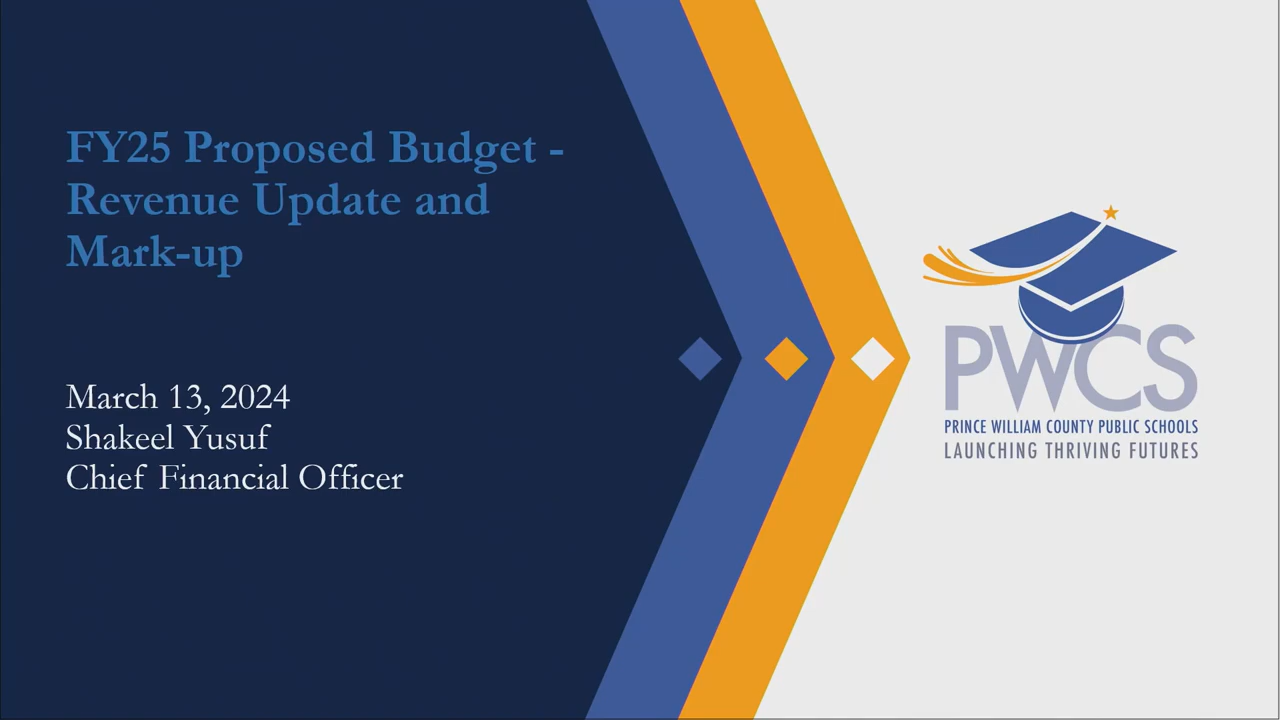 FY25 Proposed Budget -
Revenue Update and
Mark-up
March 13, 2024
Shakeel Yusuf
Chief Financial Officer
PWCS
PRINCE WILLIAM COUNTY PUBLIC SCHOOLS
LAUNCHING THRIVING FUTURES